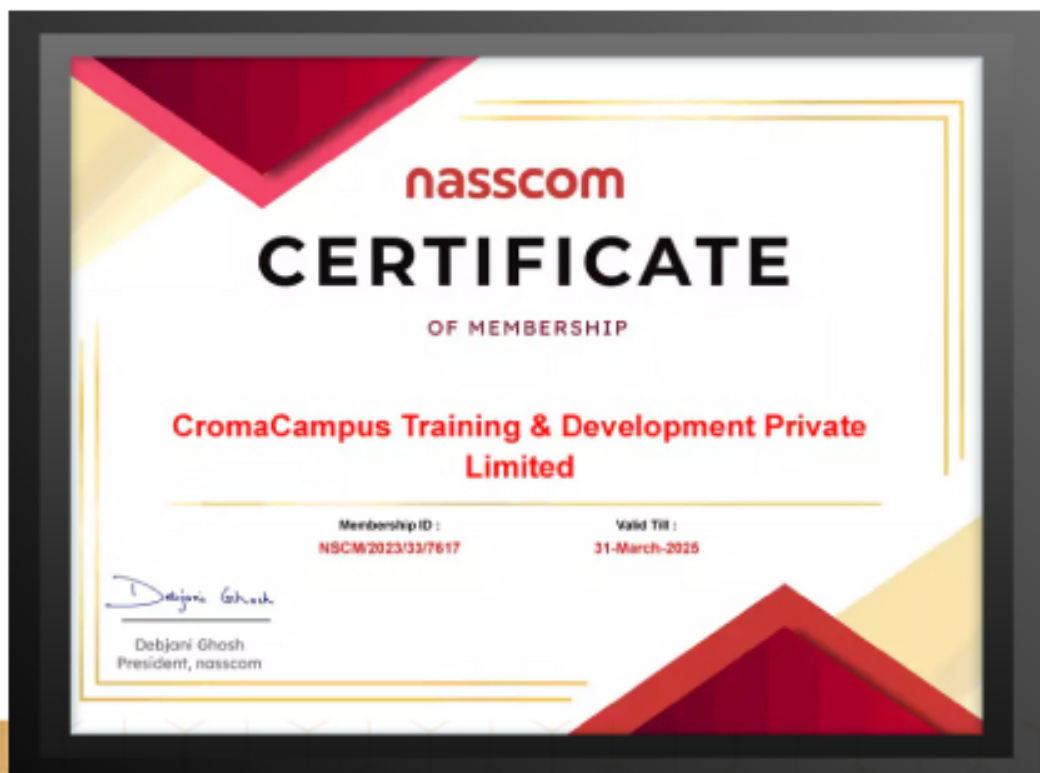 nasscom
CERTIFICATE
OF MEMBERSHIP
CromaCampus Training & Development Private
Limited
Membership ID :
NSCM/2023/33/7617
Valid Till :
31-March-2025
Debjani Ghosh
Debjani Ghosh
President, nasscom